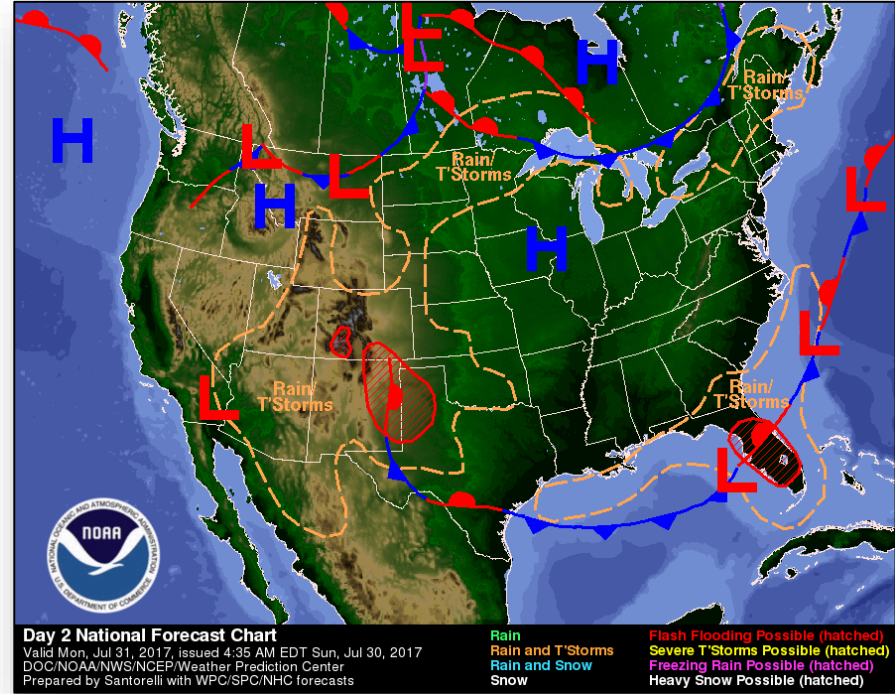 L
L
H
H
Rain/
T'Storms
L
L
Rain/
T'Storms
L
H
H
L
L
Rain/
T'Storms
Rain/
T'Storms
L
NATIONAL OCEANIC AND ATMOSPHERIC ADMINISTRATION
NOAA
U.S. DEPARTMENT OF COMMERCE
Day 2 National Forecast Chart
Valid Mon, Jul 31, 2017, issued 4:35 AM EDT Sun, Jul 30, 2017
DOC/NOAA/NWS/NCEP/Weather Prediction Center
Prepared by Santorelli with WPC/SPC/NHC forecasts
Rain
Rain and T'Storms
Rain and Snow
Snow
Flash Flooding Possible (hatched)
Severe T'Storms Possible (hatched)
Freezing Rain Possible (hatched)
Heavy Snow Possible (hatched)